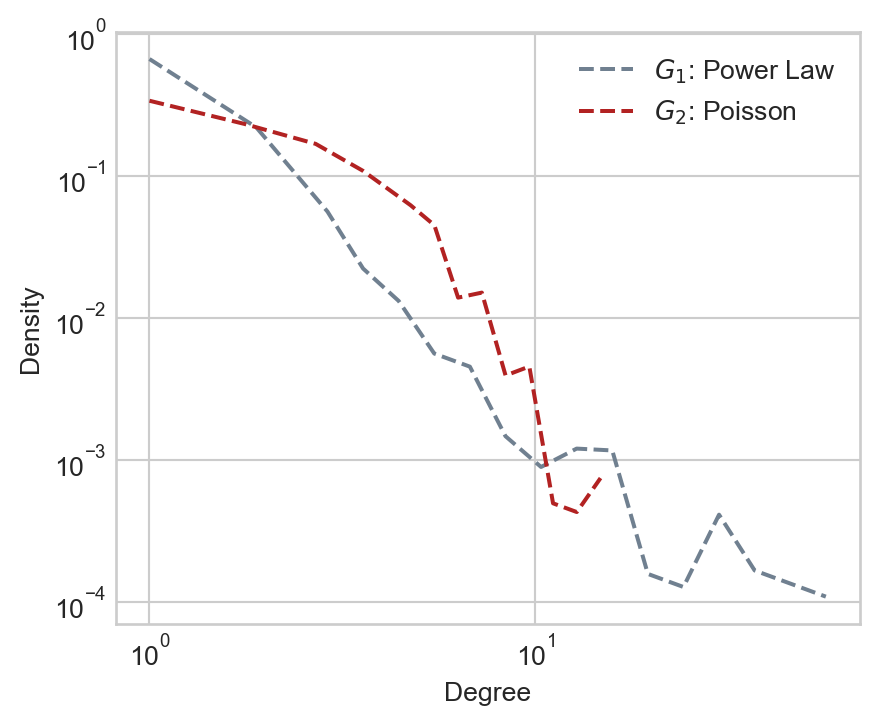 10⁰
G₁: Power Law
G₂: Poisson
10⁻¹
10⁻²
Density
10⁻³
10⁻⁴
10⁰ 10¹
Degree